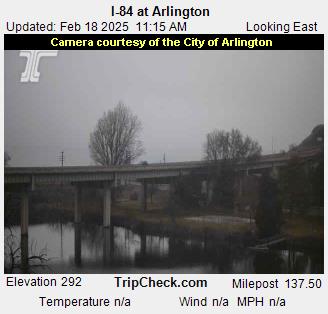 I-84 at Arlington
Updated: Feb 18 2025 11:15 AM Looking East
Camera courtesy of the City of Arlington
Elevation 292 TripCheck.com Milepost 137.50
Temperature n/a Wind n/a MPH n/a